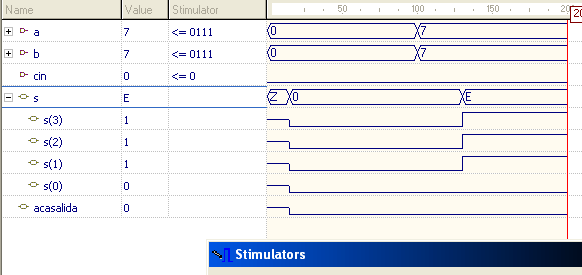 Name Value Stimulator 50 100 150 200
20
a 7 <= 0111 0 7
b 7 <= 0111 0 7
cin 0 <= 0
s E Z 0 E
s(3) 1
s(2) 1
s(1) 1
s(0) 0
acasalida 0
Stimulators